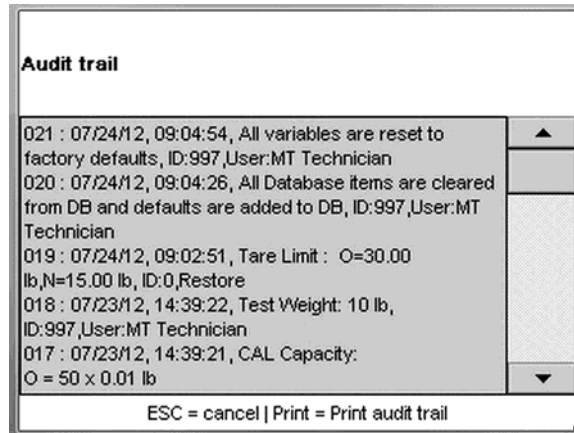 Audit trail
021 : 07/24/12, 09:04:54, All variables are reset to
factory defaults, ID:997,User:MT Technician
020 : 07/24/12, 09:04:26, All Database items are cleared
from DB and defaults are added to DB, ID:997,User:MT
Technician
019 : 07/24/12, 09:02:51, Tare Limit :  O=30.00
lb,N=15.00 lb, ID:0,Restore
018 : 07/23/12, 14:39:22, Test Weight: 10 lb,
ID:997,User:MT Technician
017 : 07/23/12, 14:39:21, CAL Capacity:
O = 50 x 0.01 lb
ESC = cancel | Print = Print audit trail